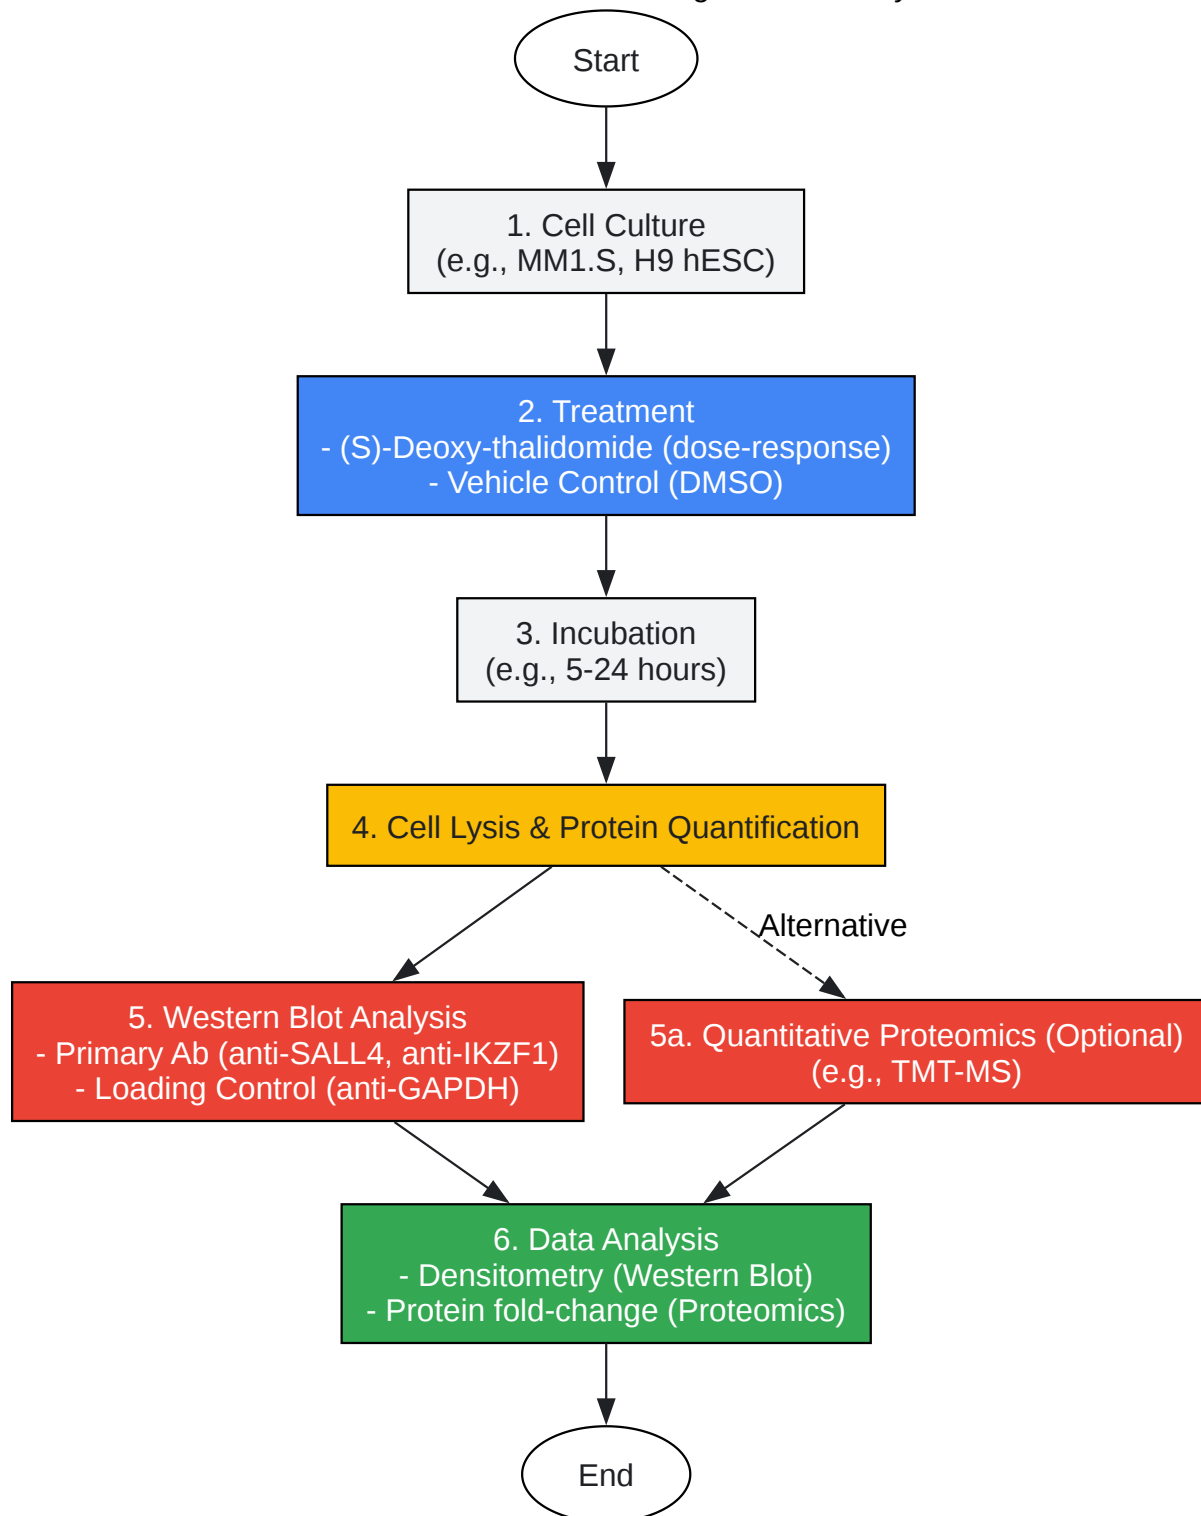 Start
1. Cell Culture
(e.g., MM1.S, H9 hESC)
2. Treatment
- (S)-Deoxy-thalidomide (dose-response)
- Vehicle Control (DMSO)
3. Incubation
(e.g., 5-24 hours)
4. Cell Lysis & Protein Quantification
Alternative
5. Western Blot Analysis
- Primary Ab (anti-SALL4, anti-IKZF1)
- Loading Control (anti-GAPDH)
5a. Quantitative Proteomics (Optional)
(e.g., TMT-MS)
6. Data Analysis
- Densitometry (Western Blot)
- Protein fold-change (Proteomics)
End